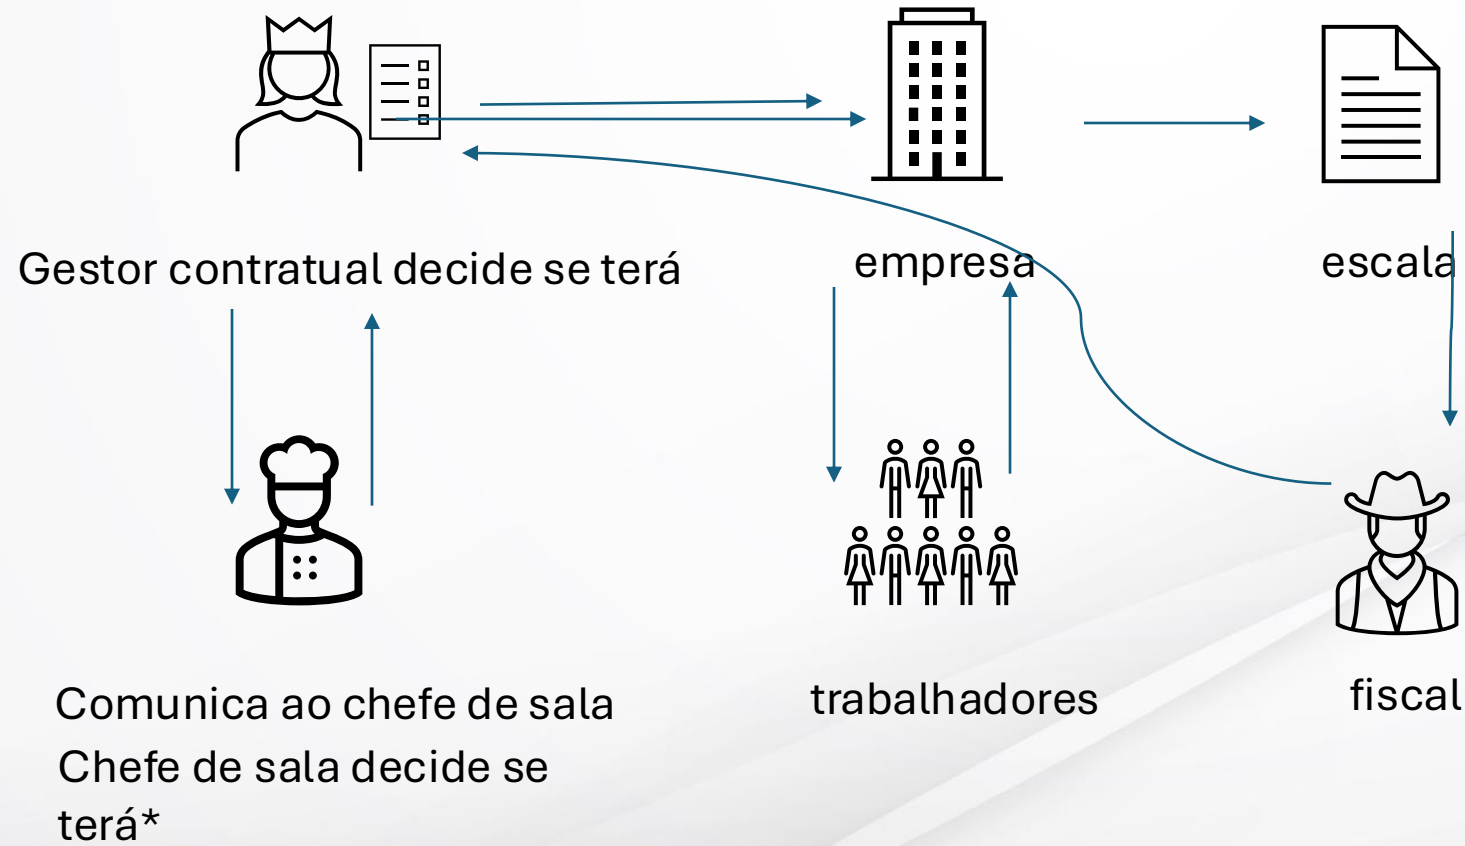 Gestor contratual decide se terá
empresa
escala
Comunica ao chefe de sala
Chefe de sala decide se
terá*
trabalhadores
fiscal